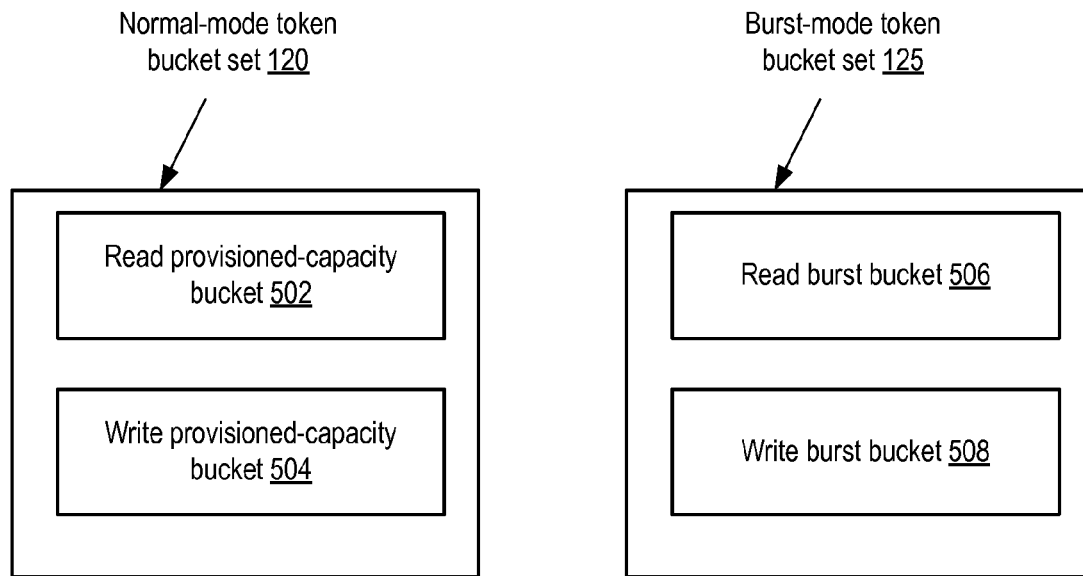 Normal-mode token
bucket set 120
Burst-mode token
bucket set 125
Read provisioned-capacity
bucket 502
Read burst bucket 506
Write provisioned-capacity
bucket 504
Write burst bucket 508